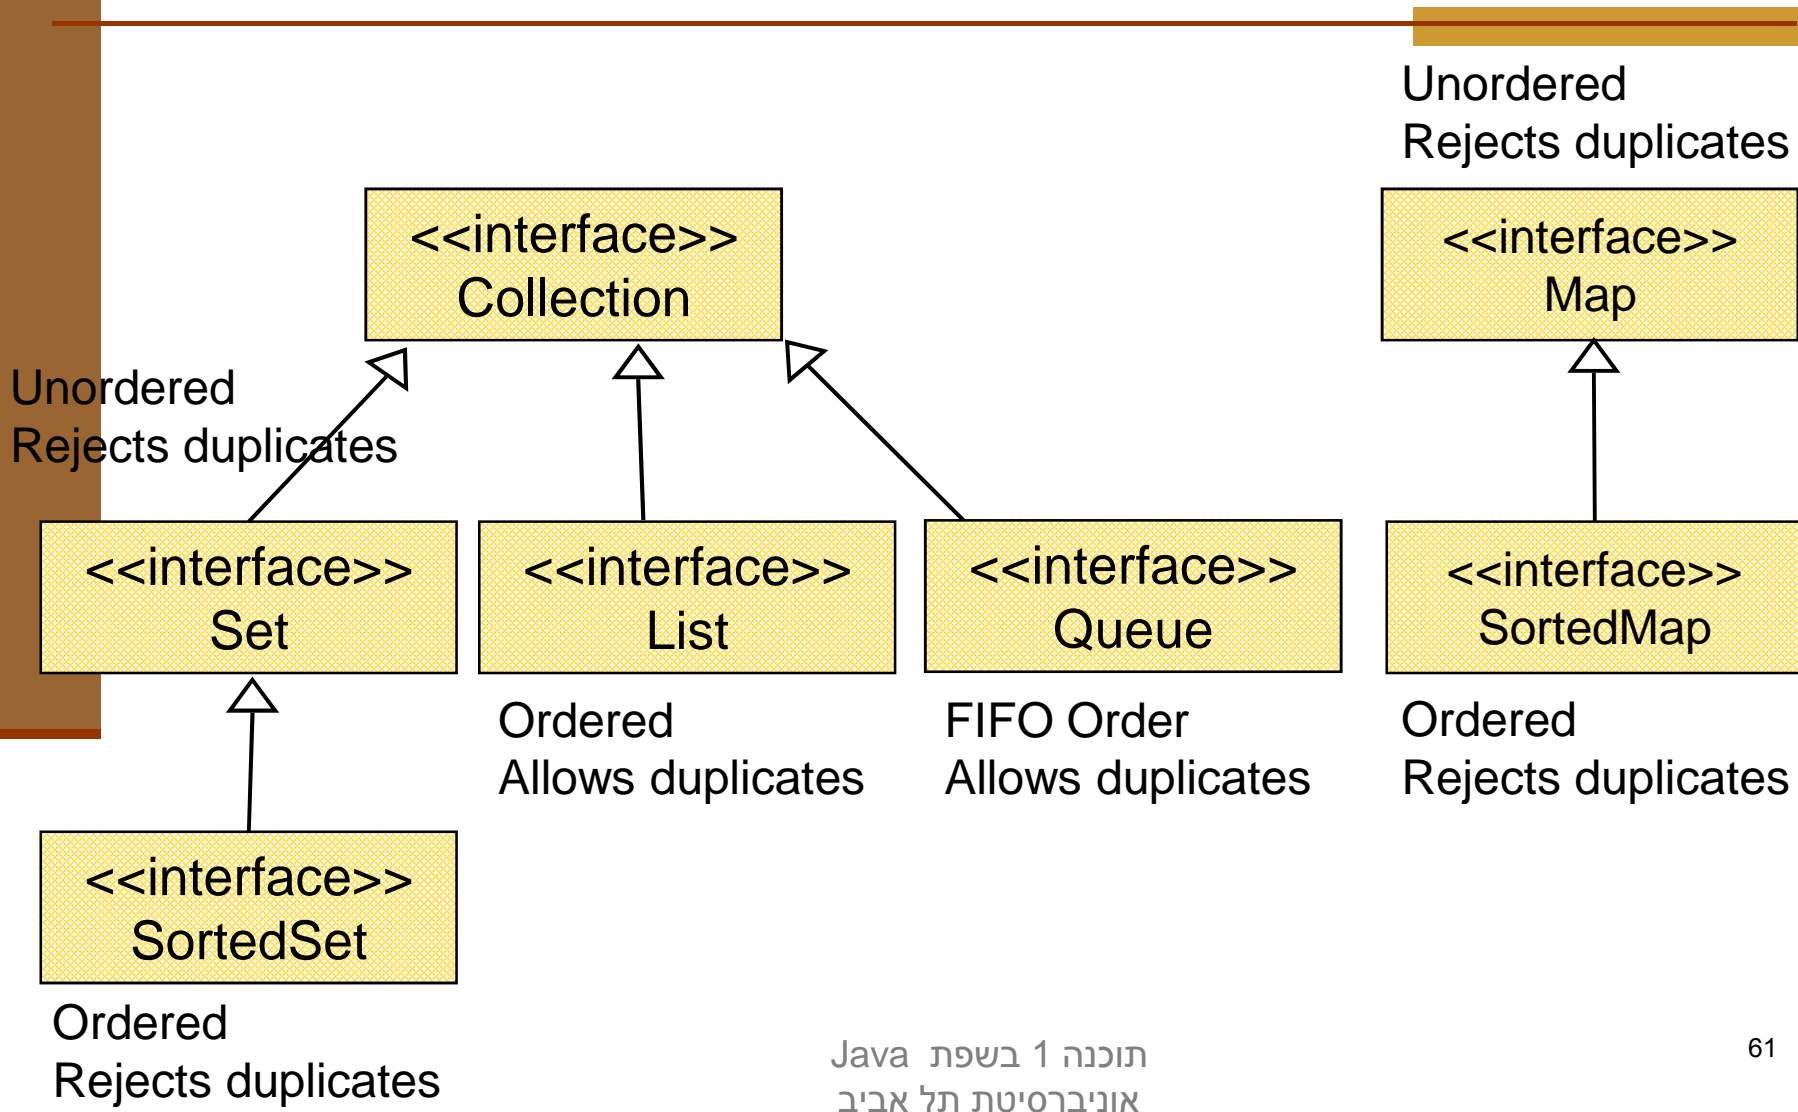 Unordered
Rejects duplicates
<<interface>>
Collection
<<interface>>
Map
Unordered
Rejects duplicates
<<interface>>
Set
<<interface>>
List
<<interface>>
Queue
<<interface>>
SortedMap
Ordered
Allows duplicates
FIFO Order
Allows duplicates
Ordered
Rejects duplicates
<<interface>>
SortedSet
Ordered
Rejects duplicates
תוכנה 1 בשפת Java
אוניברסיטת תל אביב
61